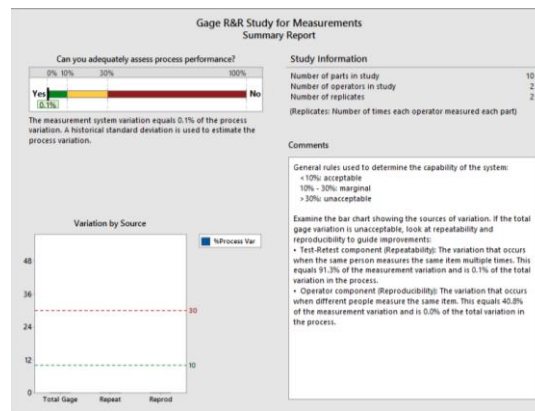 Gage R&R Study for Measurements
Summary Report
Can you adequately assess process performance?
0% 10% 30% 100%
Yes No
0.1%
The measurement system variation equals 0.1% of the process
variation. A historical standard deviation is used to estimate the
process variation.
Variation by Source
%Process Var
48
36
30
24
12
10
0
Total Gage Repeat Reprod
Study Information
Number of parts in study 10
Number of operators in study 2
Number of replicates 2
(Replicates: Number of times each operator measured each part)
Comments
General rules used to determine the capability of the system:
<10%: acceptable
10% - 30%: marginal
>30%: unacceptable
Examine the bar chart showing the sources of variation. If the total
gage variation is unacceptable, look at repeatability and
reproducibility to guide improvements:
• Test-Retest component (Repeatability): The variation that occurs
when the same person measures the same item multiple times. This
equals 91.3% of the measurement variation and is 0.1% of the total
variation in the process.
• Operator component (Reproducibility): The variation that occurs
when different people measure the same item. This equals 40.8%
of the measurement variation and is 0.0% of the total variation in
the process.